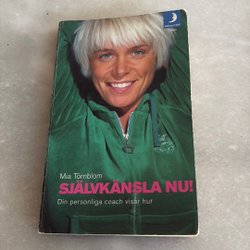 Mia Törnblom
SJÄLVKÄNSLA NU!
Din personliga coach visar hur